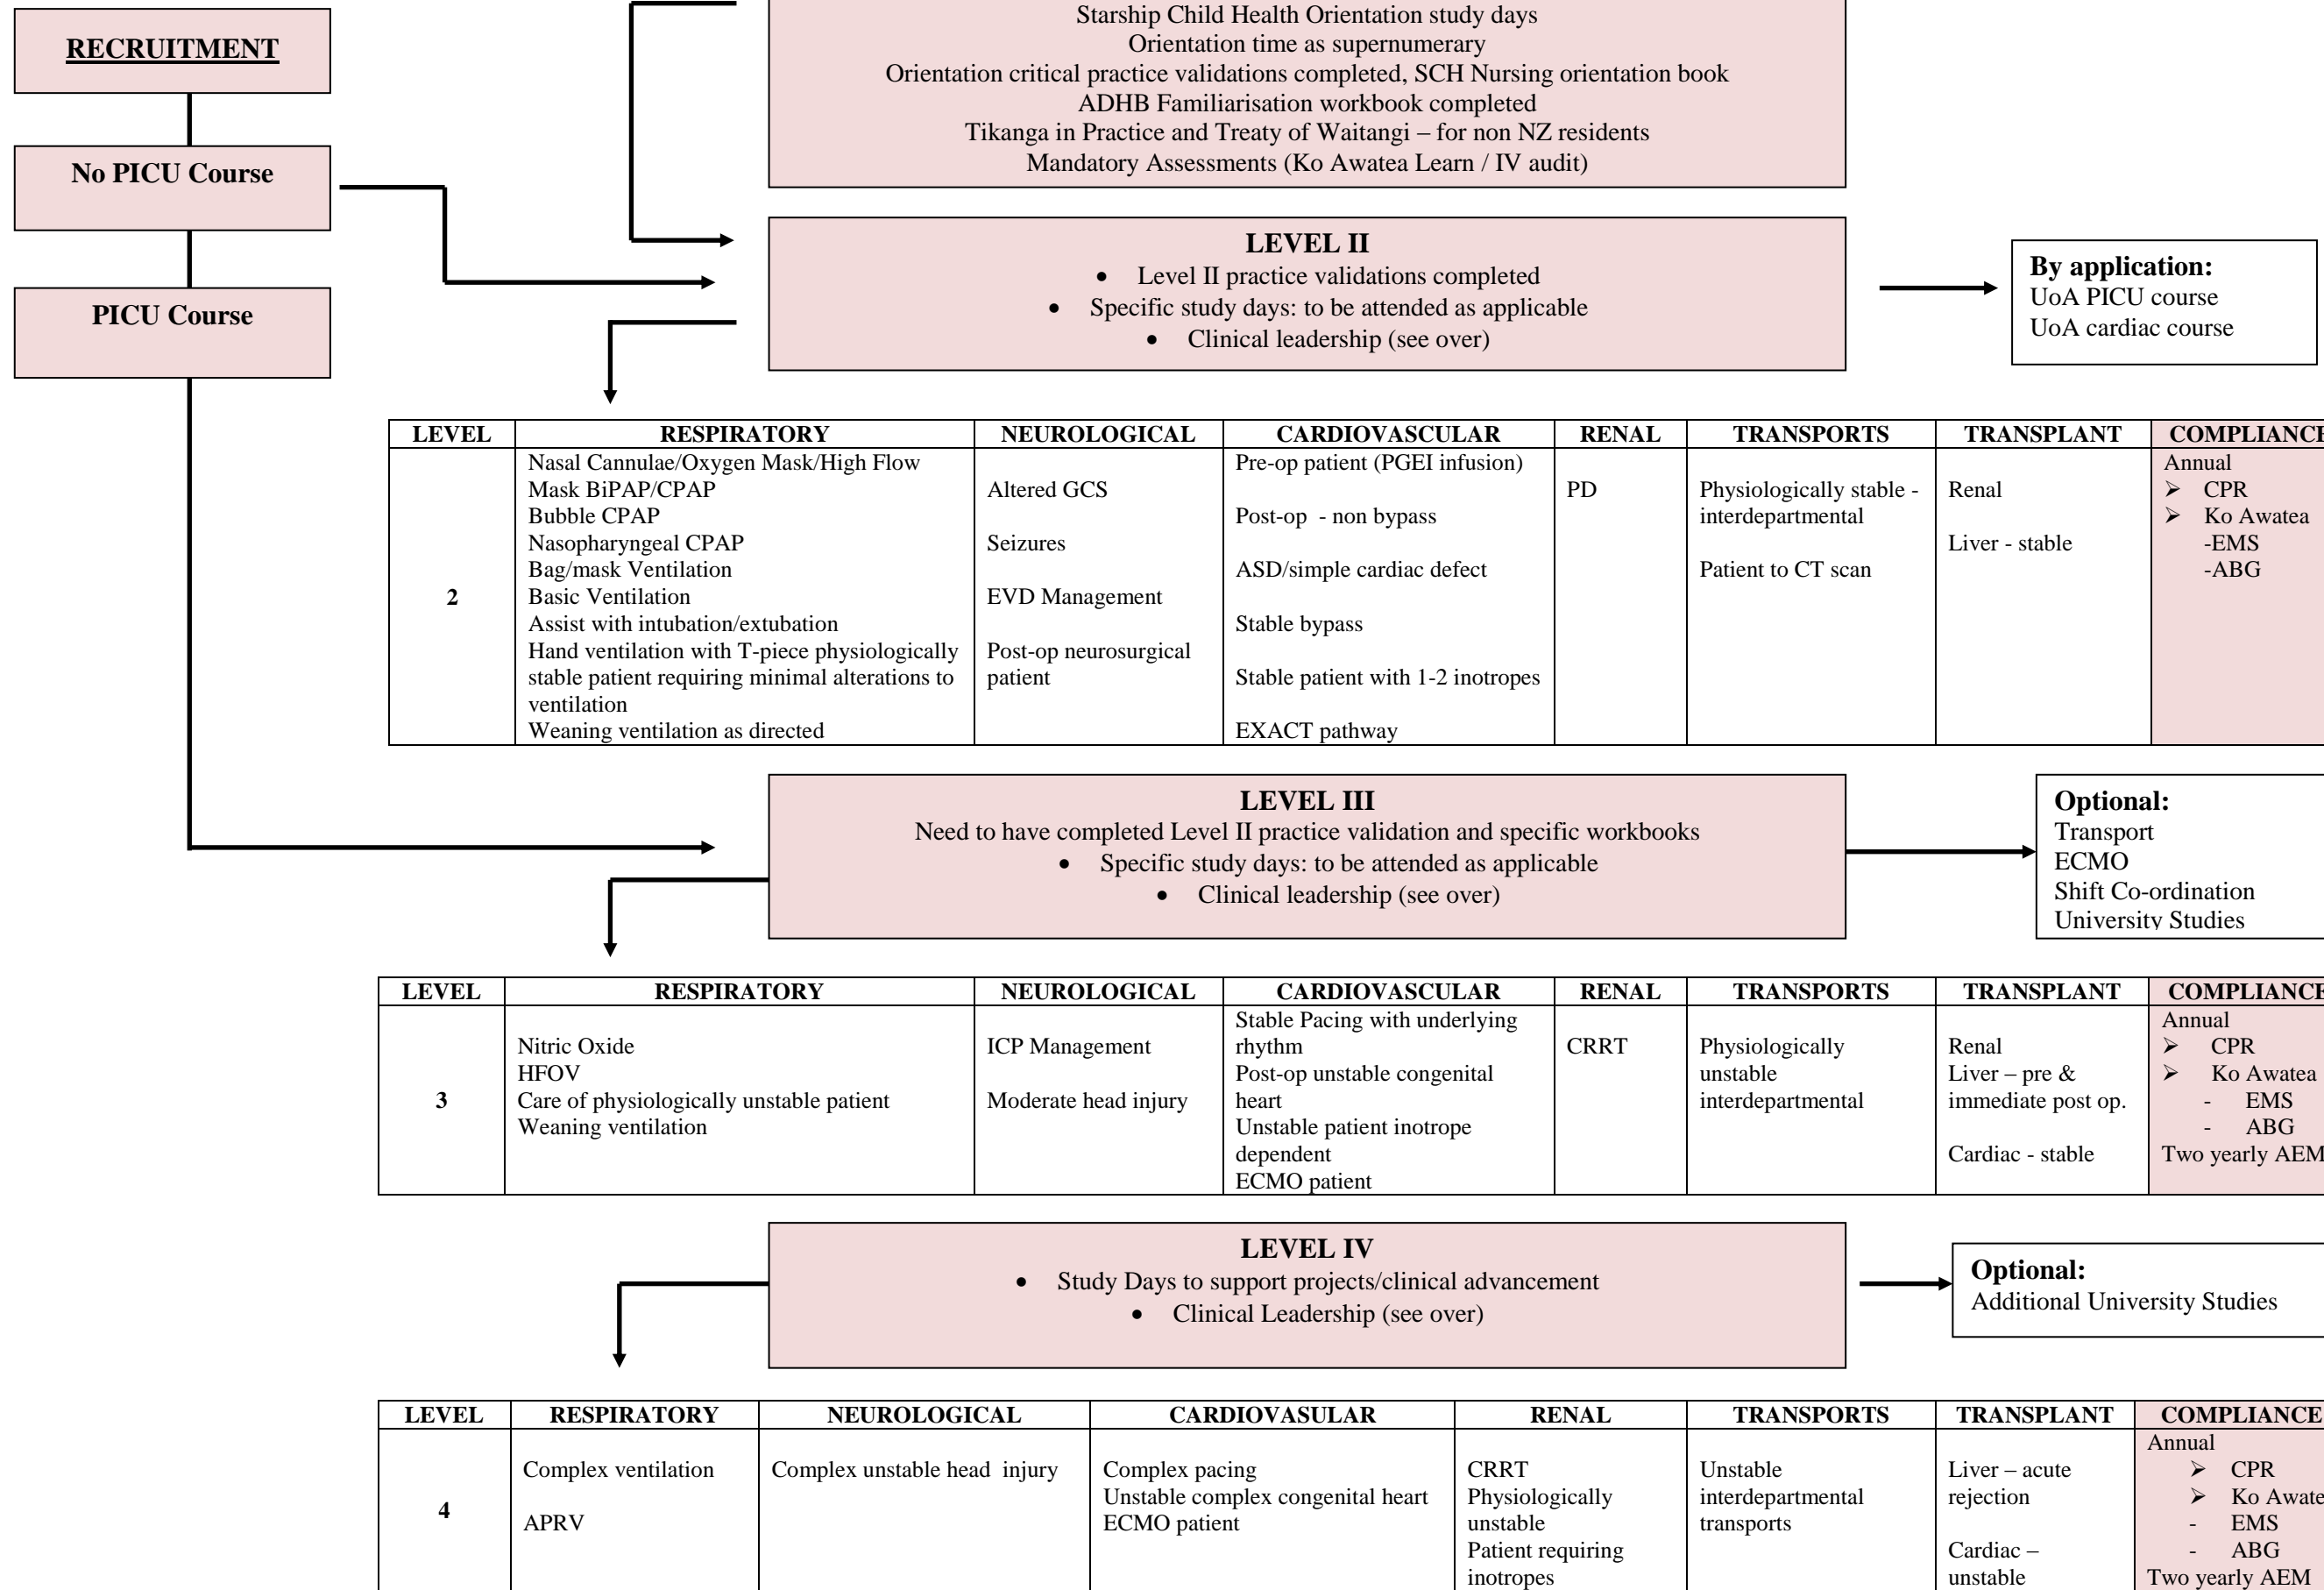 RECRUITMENT
No PICU Course
PICU Course
Starship Child Health Orientation study days
Orientation time as supernumerary
Orientation critical practice validations completed, SCH Nursing orientation book
ADHB Familiarisation workbook completed
Tikanga in Practice and Treaty of Waitangi – for non NZ residents
Mandatory Assessments (Ko Awatea Learn / IV audit)
LEVEL II
• Level II practice validations completed
• Specific study days: to be attended as applicable
• Clinical leadership (see over)
By application:
UoA PICU course
UoA cardiac course
LEVEL RESPIRATORY NEUROLOGICAL CARDIOVASCULAR RENAL TRANSPORTS TRANSPLANT COMPLIANCE
2
Nasal Cannulae/Oxygen Mask/High Flow
Mask BiPAP/CPAP
Bubble CPAP
Nasopharyngeal CPAP
Bag/mask Ventilation
Basic Ventilation
Assist with intubation/extubation
Hand ventilation with T-piece physiologically
stable patient requiring minimal alterations to
ventilation
Weaning ventilation as directed
Altered GCS
Seizures
EVD Management
Post-op neurosurgical
patient
Pre-op patient (PGEI infusion)
Post-op - non bypass
ASD/simple cardiac defect
Stable bypass
Stable patient with 1-2 inotropes
EXACT pathway
PD
Physiologically stable -
interdepartmental
Patient to CT scan
Renal
Liver - stable
Annual
➢ CPR
➢ Ko Awatea
-EMS
-ABG
LEVEL III
Need to have completed Level II practice validation and specific workbooks
• Specific study days: to be attended as applicable
• Clinical leadership (see over)
Optional:
Transport
ECMO
Shift Co-ordination
University Studies
LEVEL RESPIRATORY NEUROLOGICAL CARDIOVASCULAR RENAL TRANSPORTS TRANSPLANT COMPLIANCE
3
Nitric Oxide
HFOV
Care of physiologically unstable patient
Weaning ventilation
ICP Management
Moderate head injury
Stable Pacing with underlying
rhythm
Post-op unstable congenital
heart
Unstable patient inotrope
dependent
ECMO patient
CRRT
Physiologically
unstable
interdepartmental
Renal
Liver – pre &
immediate post op.
Cardiac - stable
Annual
➢ CPR
➢ Ko Awatea
- EMS
- ABG
Two yearly AEM
LEVEL IV
• Study Days to support projects/clinical advancement
• Clinical Leadership (see over)
Optional:
Additional University Studies
LEVEL RESPIRATORY NEUROLOGICAL CARDIOVASULAR RENAL TRANSPORTS TRANSPLANT COMPLIANCE
4
Complex ventilation
APRV
Complex unstable head injury
Complex pacing
Unstable complex congenital heart
ECMO patient
CRRT
Physiologically
unstable
Patient requiring
inotropes
Unstable
interdepartmental
transports
Liver – acute
rejection
Cardiac –
unstable
Annual
➢ CPR
➢ Ko Awate
- EMS
- ABG
Two yearly AEM